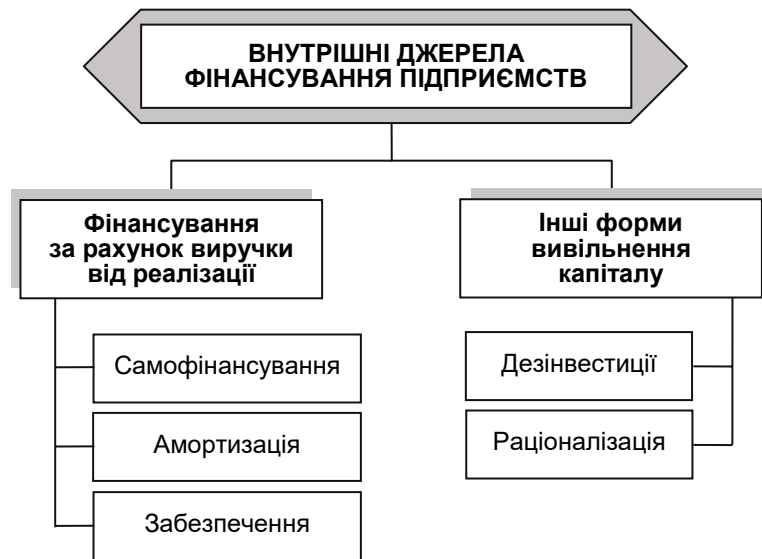 ВНУТРІШНІ ДЖЕРЕЛА
ФІНАНСУВАННЯ ПІДПРИЄМСТВ
Фінансування
за рахунок виручки
від реалізації
Самофінансування
Амортизація
Забезпечення
Інші форми
вивільнення
капіталу
Дезінвестиції
Раціоналізація